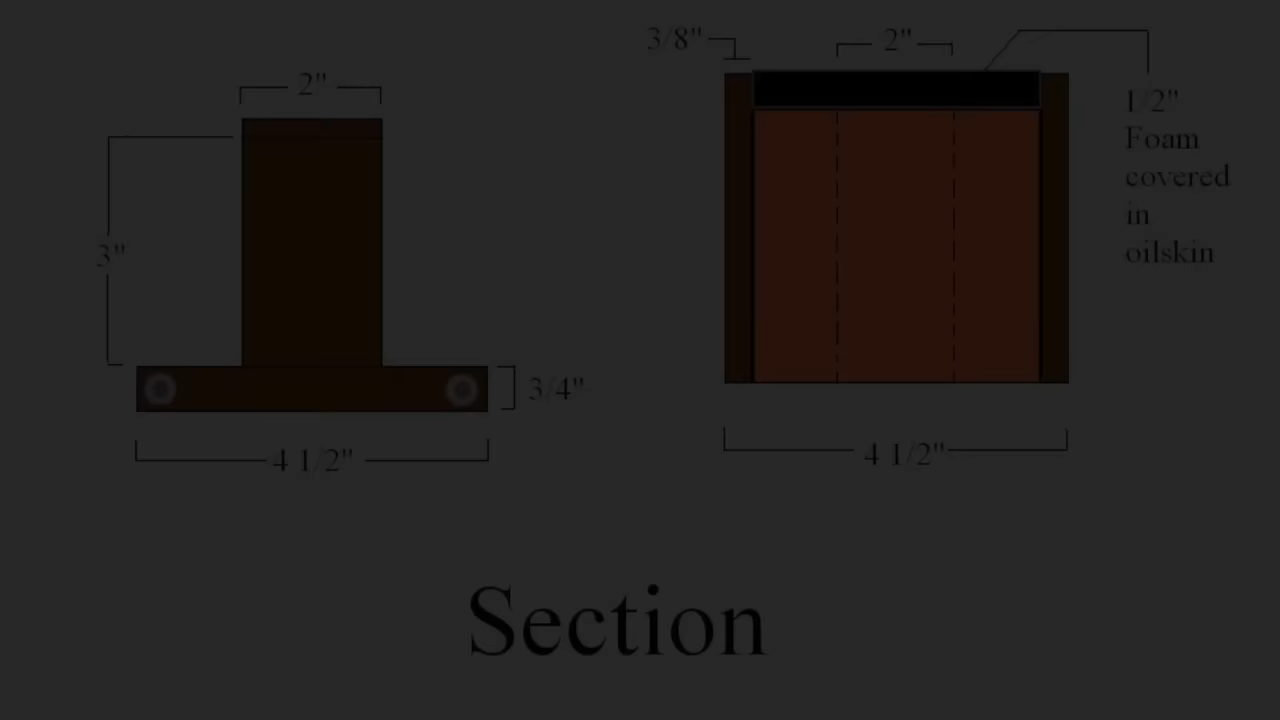 3/8"
2"
2"
1/2"
Foam
covered
in
oilskin
3"
3/4"
4 1/2"
4 1/2"
Section